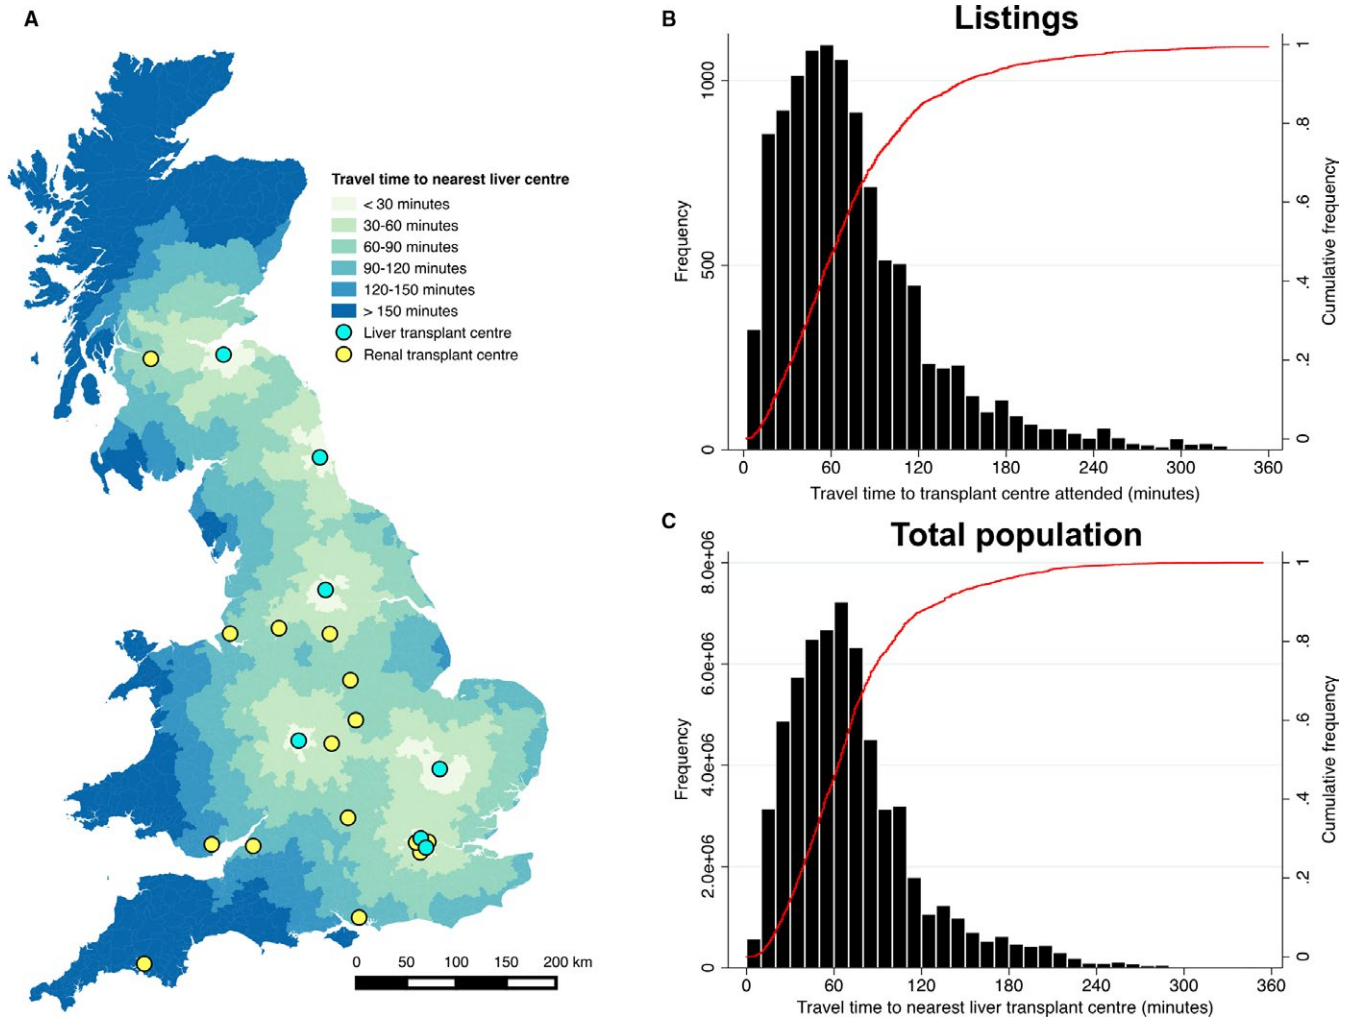 A
Travel time to nearest liver centre
< 30 minutes
30-60 minutes
60-90 minutes
90-120 minutes
120-150 minutes
> 150 minutes
Liver transplant centre
Renal transplant centre
0 50 100 150 200 km
B
Listings
Frequency
0
500
1000
Cumulative frequency
0
.2
.4
.6
.8
1
0 60 120 180 240 300 360
Travel time to transplant centre attended (minutes)
C
Total population
Frequency
0
2.0e+06
4.0e+06
6.0e+06
8.0e+06
Cumulative frequency
0
.2
.4
.6
.8
1
0 60 120 180 240 300 360
Travel time to nearest liver transplant centre (minutes)